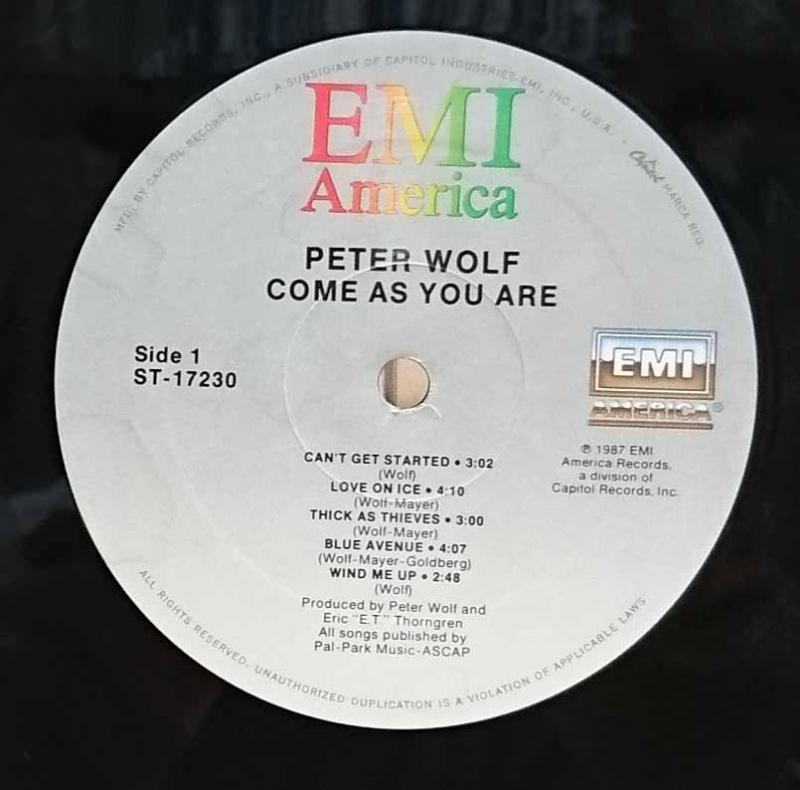 MFD. BY CAPITOL RECORDS, INC., A SUBSIDIARY OF CAPITOL INDUSTRIES-EMI, INC., U.S.A. · Capitol MARCA REG.
EMI
America
PETER WOLF
COME AS YOU ARE
Side 1
ST-17230
EMI
AMERICA®
℗ 1987 EMI
America Records,
a division of
Capitol Records, Inc.
CAN'T GET STARTED • 3:02
(Wolf)
LOVE ON ICE • 4:10
(Wolf-Mayer)
THICK AS THIEVES • 3:00
(Wolf-Mayer)
BLUE AVENUE • 4:07
(Wolf-Mayer-Goldberg)
WIND ME UP • 2:48
(Wolf)
Produced by Peter Wolf and
Eric "E.T." Thorngren
All songs published by
Pal-Park Music-ASCAP
ALL RIGHTS RESERVED. UNAUTHORIZED DUPLICATION IS A VIOLATION OF APPLICABLE LAWS